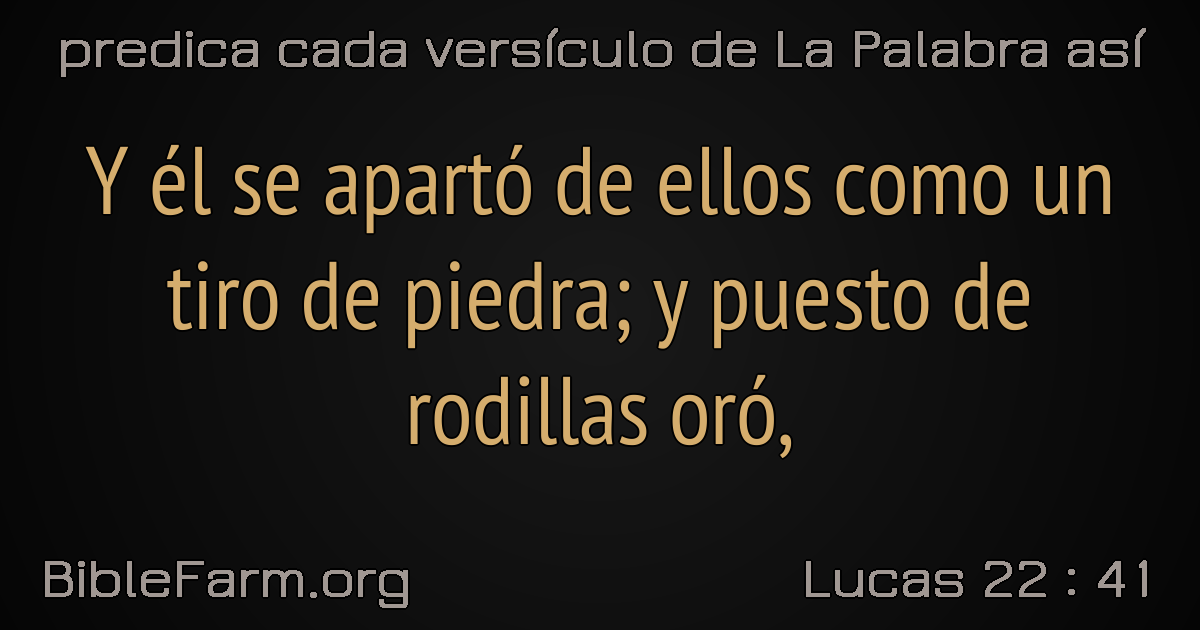 predica cada versículo de La Palabra así
Y él se apartó de ellos como un
tiro de piedra; y puesto de
rodillas oró,
BibleFarm.org
Lucas 22 : 41